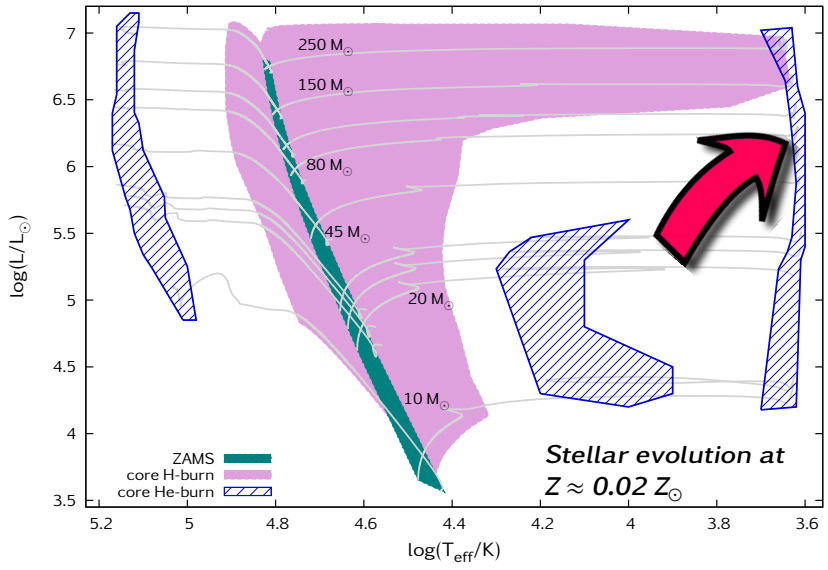 7
6.5
6
5.5
5
4.5
4
3.5
log(L/L☉)
250 M☉
150 M☉
80 M☉
45 M☉
20 M☉
10 M☉
ZAMS
core H-burn
core He-burn
Stellar evolution at
Z ≈ 0.02 Z☉
5.2 5 4.8 4.6 4.4 4.2 4 3.8 3.6
log(T_eff/K)